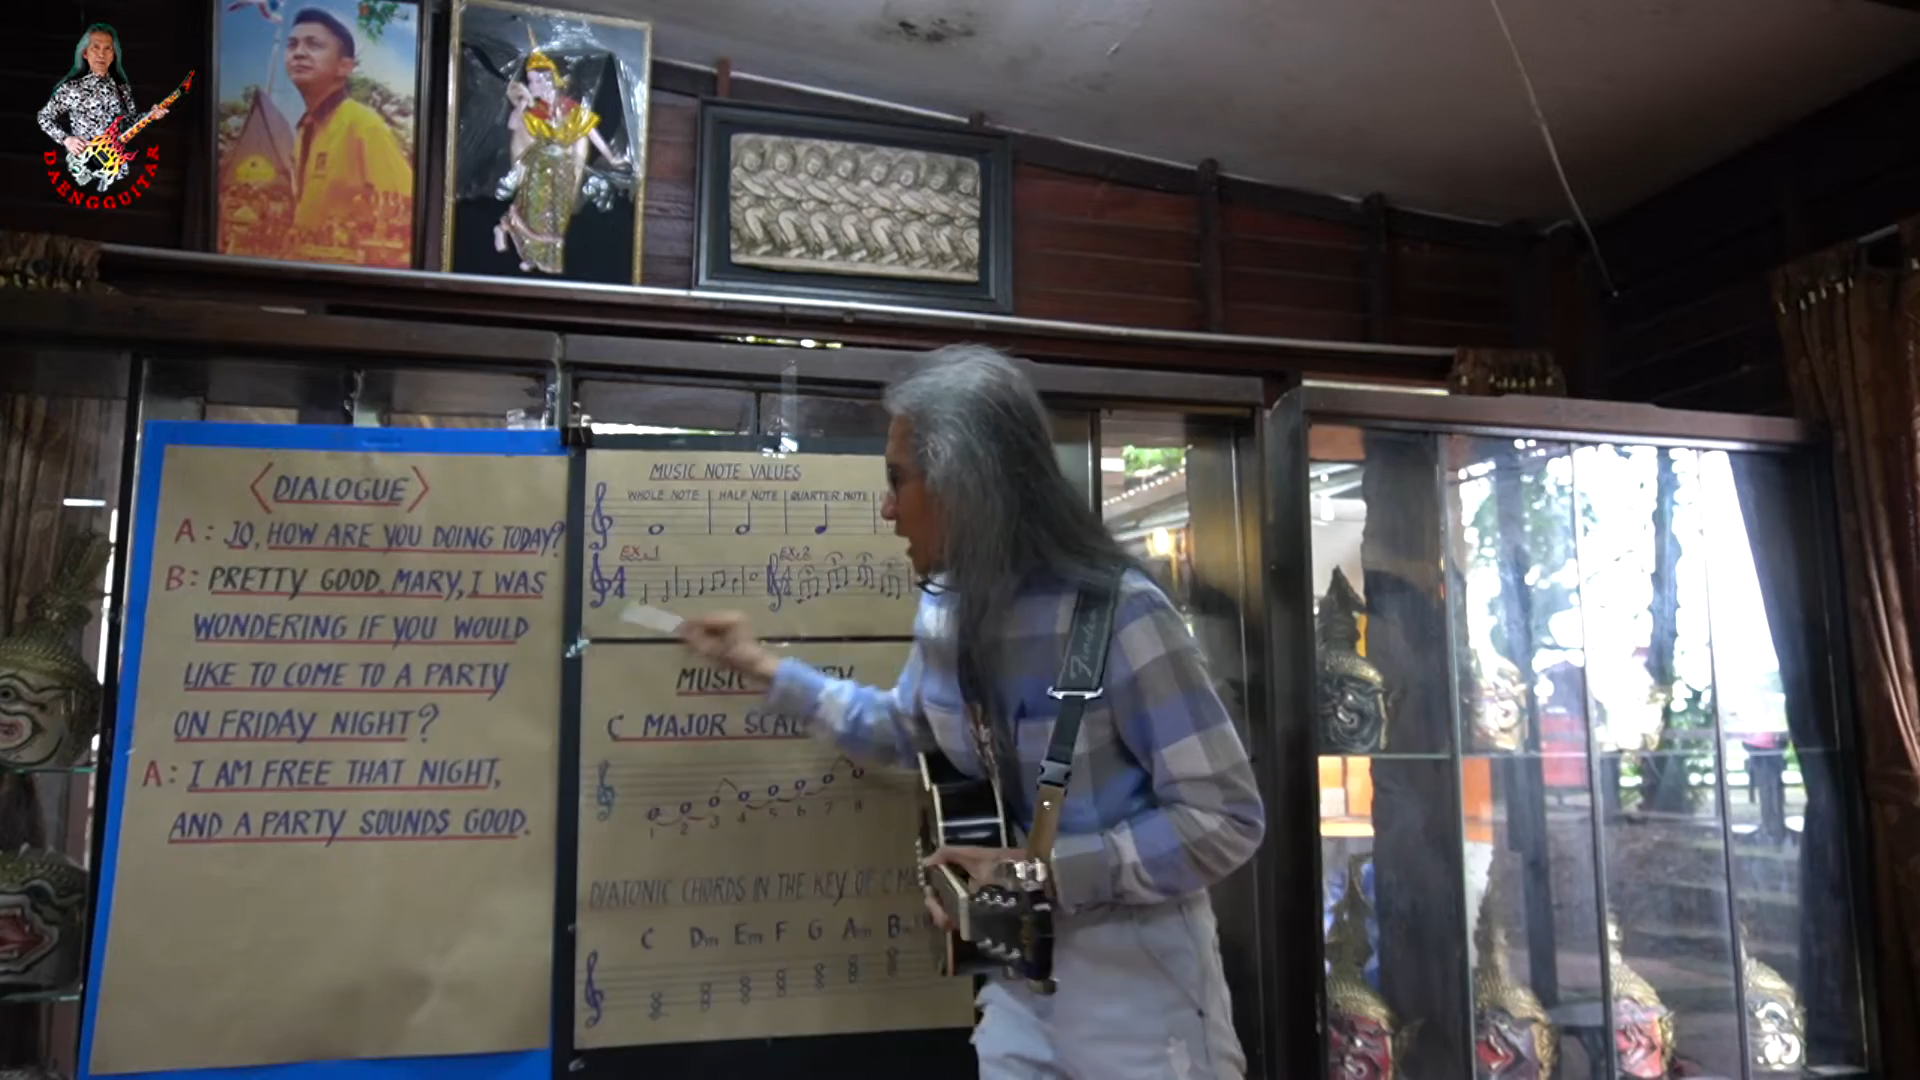 DAENGGUITAR
<DIALOGUE>
A: JO, HOW ARE YOU DOING TODAY?
B: PRETTY GOOD. MARY, I WAS
WONDERING IF YOU WOULD
LIKE TO COME TO A PARTY
ON FRIDAY NIGHT?
A: I AM FREE THAT NIGHT,
AND A PARTY SOUNDS GOOD.
MUSIC NOTE VALUES
WHOLE NOTE HALF NOTE QUARTER NOTE
EX.1 EX.2
MUSIC
C MAJOR SCALE
1 2 3 4 5 6 7 8
DIATONIC CHORDS IN THE KEY OF C
C Dm Em F G Am
Fender